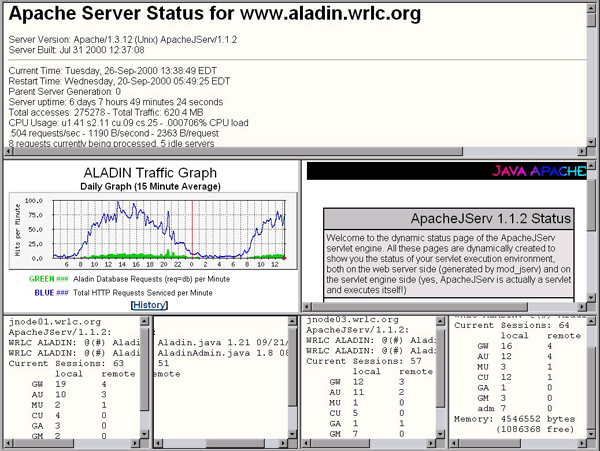 Apache Server Status for www.aladin.wrlc.org
Server Version: Apache/1.3.12 (Unix) ApacheJServ/1.1.2
Server Built: Jul 31 2000 12:37:08
Current Time: Tuesday, 26-Sep-2000 13:38:49 EDT
Restart Time: Wednesday, 20-Sep-2000 05:49:25 EDT
Parent Server Generation: 0
Server uptime: 6 days 7 hours 49 minutes 24 seconds
Total accesses: 275278 - Total Traffic: 620.4 MB
CPU Usage: u1.41 s2.11 cu.09 cs.25 - .000706% CPU load
.504 requests/sec - 1190 B/second - 2363 B/request
8 requests currently being processed, 5 idle servers
ALADIN Traffic Graph
Daily Graph (15 Minute Average)
Hits per Minute
100.0
75.0
50.0
25.0
0.0
6 8 10 12 14 16 18 20 22 0 2 4 6 8 10 12
GREEN ### Aladin Database Requests (req=db) per Minute
BLUE ### Total HTTP Requests Serviced per Minute
[History]
JAVA APACHE
ApacheJServ 1.1.2 Status
Welcome to the dynamic status page of the ApacheJServ
servlet engine. All these pages are dynamically created to
show you the status of your servlet execution environment,
both on the web server side (generated by mod_jserv) and on
the servlet engine side (yes, ApacheJServ is actually a servlet
and executes itself!)
jnode01.wrlc.org
ApacheJServ/1.1.2:
WRLC ALADIN: @(#) Aladi
WRLC ALADIN: @(#) Aladi
Current Sessions: 63
local remote
GW 19 4
AU 10 3
MU 2 1
CU 4 0
GA 3 0
GM 2 0
Aladin.java 1.21 09/21/
AladinAdmin.java 1.8 08
51
remote
jnode03.wrlc.org
ApacheJServ/1.1.2:
WRLC ALADIN: @(#) Aladi
WRLC ALADIN: @(#) Aladi
Current Sessions: 57
local remote
GW 12 3
AU 11 2
MU 1 0
CU 5 0
GA 1 1
GM 7 0
Current Sessions: 64
local remote
GW 16 4
AU 12 4
MU 3 1
CU 12 1
GA 1 0
GM 3 0
adm 7 0
Memory: 4546552 bytes
(1086368 free)